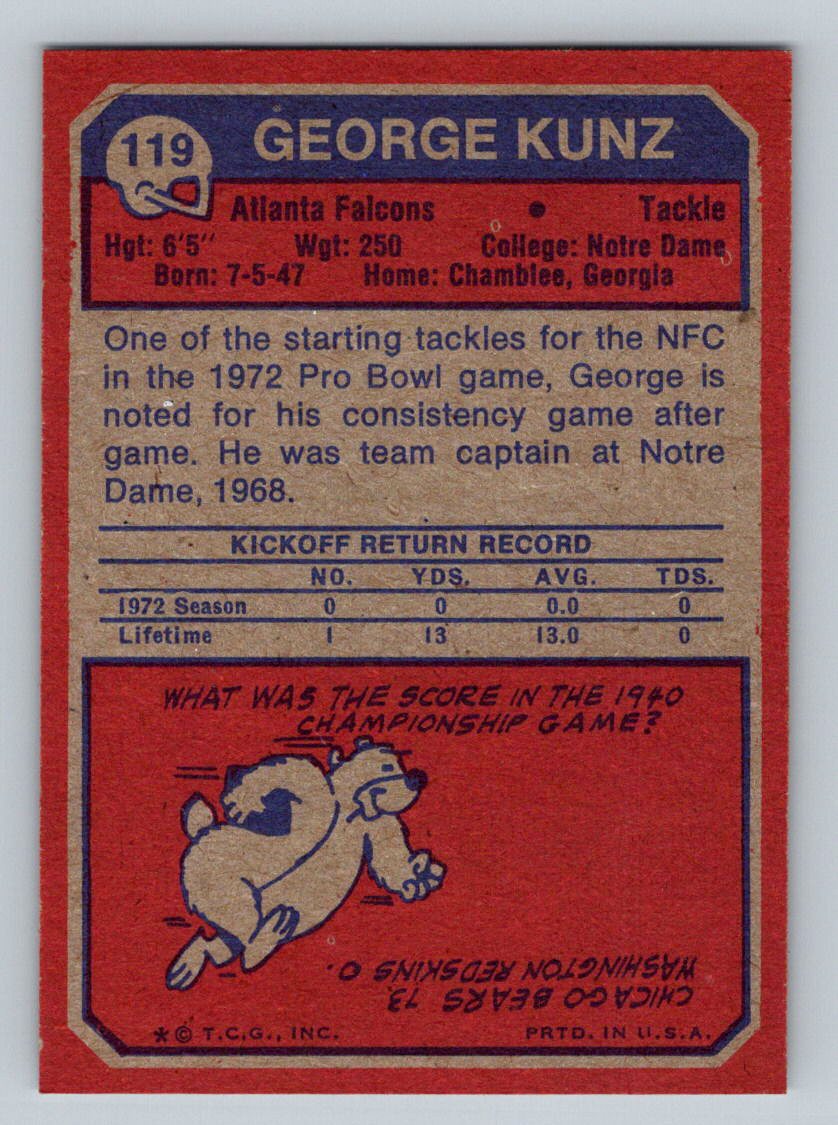 119
GEORGE KUNZ
Atlanta Falcons • Tackle
Hgt: 6'5" Wgt: 250 College: Notre Dame
Born: 7-5-47 Home: Chamblee, Georgia
One of the starting tackles for the NFC
in the 1972 Pro Bowl game, George is
noted for his consistency game after
game. He was team captain at Notre
Dame, 1968.
KICKOFF RETURN RECORD
NO. YDS. AVG. TDS.
1972 Season 0 0 0.0 0
Lifetime 1 13 13.0 0
WHAT WAS THE SCORE IN THE 1940
CHAMPIONSHIP GAME?
CHICAGO BEARS 73
WASHINGTON REDSKINS 0.
*© T.C.G., INC. PRTD. IN U.S.A.